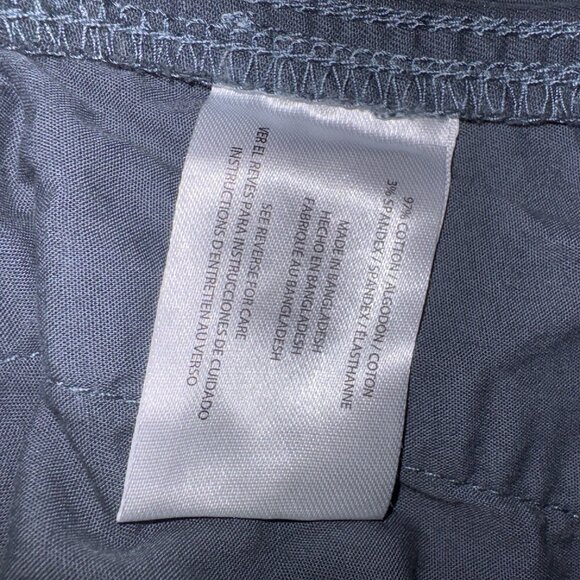 97% COTTON / ALGODON / COTON
3% SPANDEX / SPANDEX / ELASTHANNE
MADE IN BANGLADESH
HECHO EN BANGLADESH
FABRIQUE AU BANGLADESH
SEE REVERSE FOR CARE
VER EL REVES PARA INSTRUCCIONES DE CUIDADO
INSTRUCTIONS D'ENTRETIEN AU VERSO